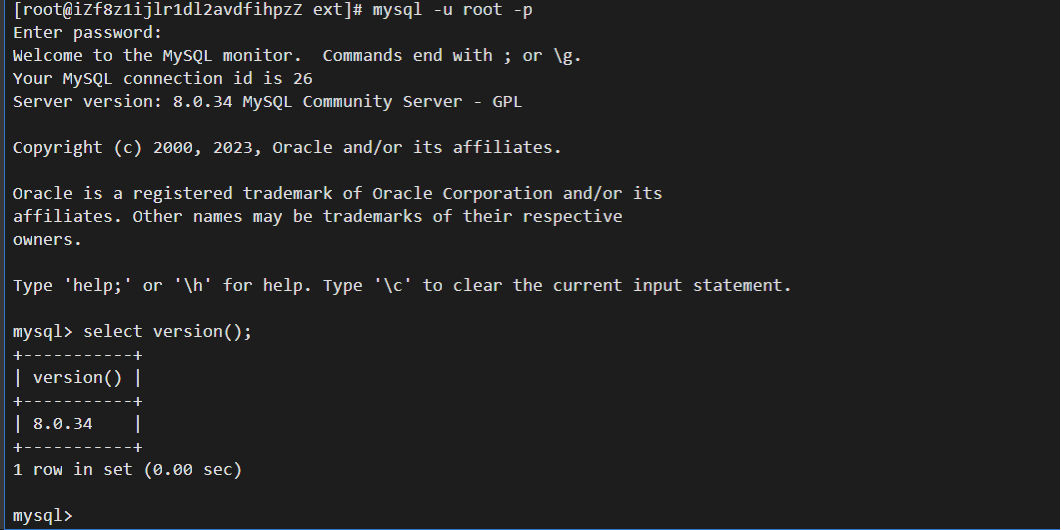 [root@iZf8z1ijlr1dl2avdfihpzZ ext]# mysql -u root -p
Enter password:
Welcome to the MySQL monitor.  Commands end with ; or \g.
Your MySQL connection id is 26
Server version: 8.0.34 MySQL Community Server - GPL

Copyright (c) 2000, 2023, Oracle and/or its affiliates.

Oracle is a registered trademark of Oracle Corporation and/or its
affiliates. Other names may be trademarks of their respective
owners.

Type 'help;' or '\h' for help. Type '\c' to clear the current input statement.

mysql> select version();
+-----------+
| version() |
+-----------+
| 8.0.34    |
+-----------+
1 row in set (0.00 sec)

mysql>